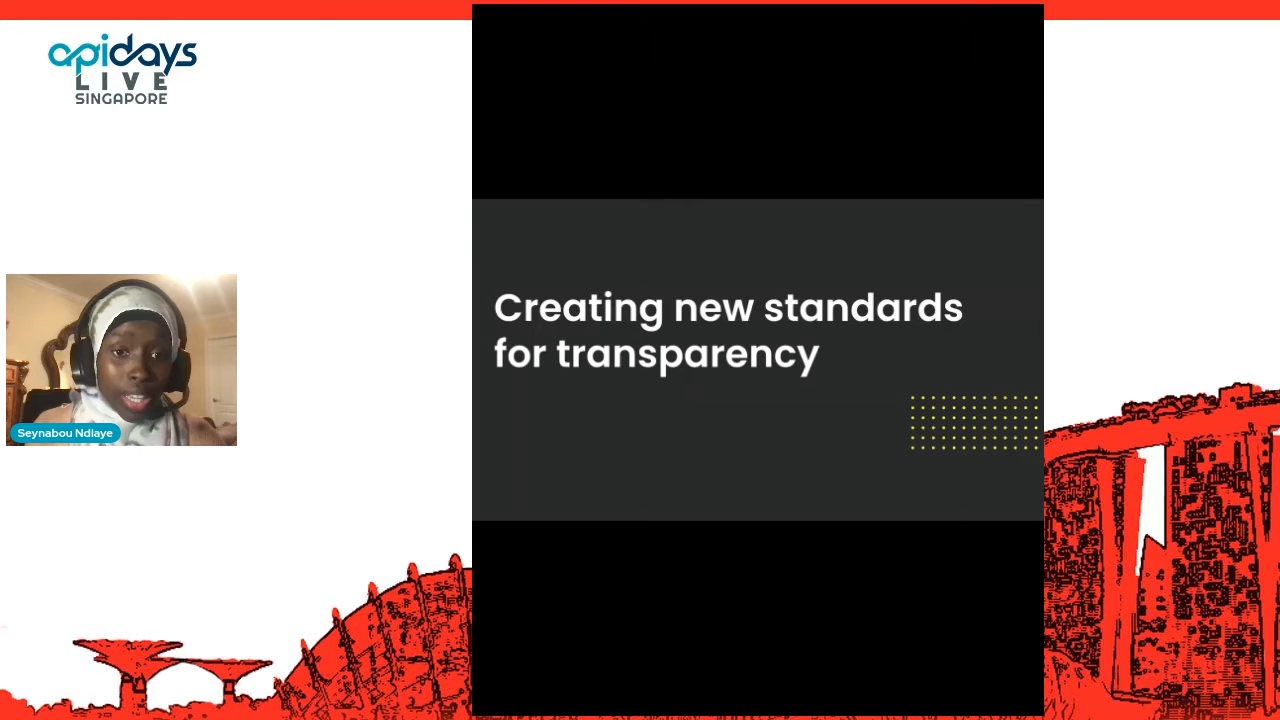 apidays
LIVE
SINGAPORE
Creating new standards
for transparency
Seynabou Ndiaye